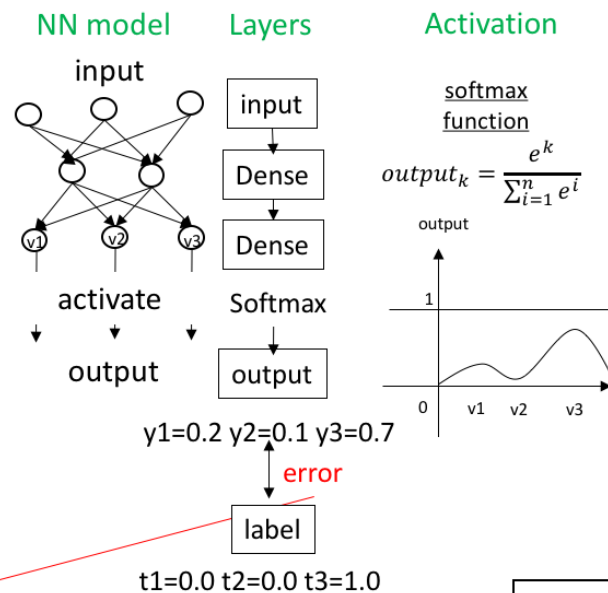 NN model
input
v1 v2 v3
activate
output
Layers
input
Dense
Dense
Softmax
output
y1=0.2 y2=0.1 y3=0.7
error
label
t1=0.0 t2=0.0 t3=1.0
Activation
softmax
function
output_k = e^k / ∑_{i=1}^n e^i
output
1
0 v1 v2 v3